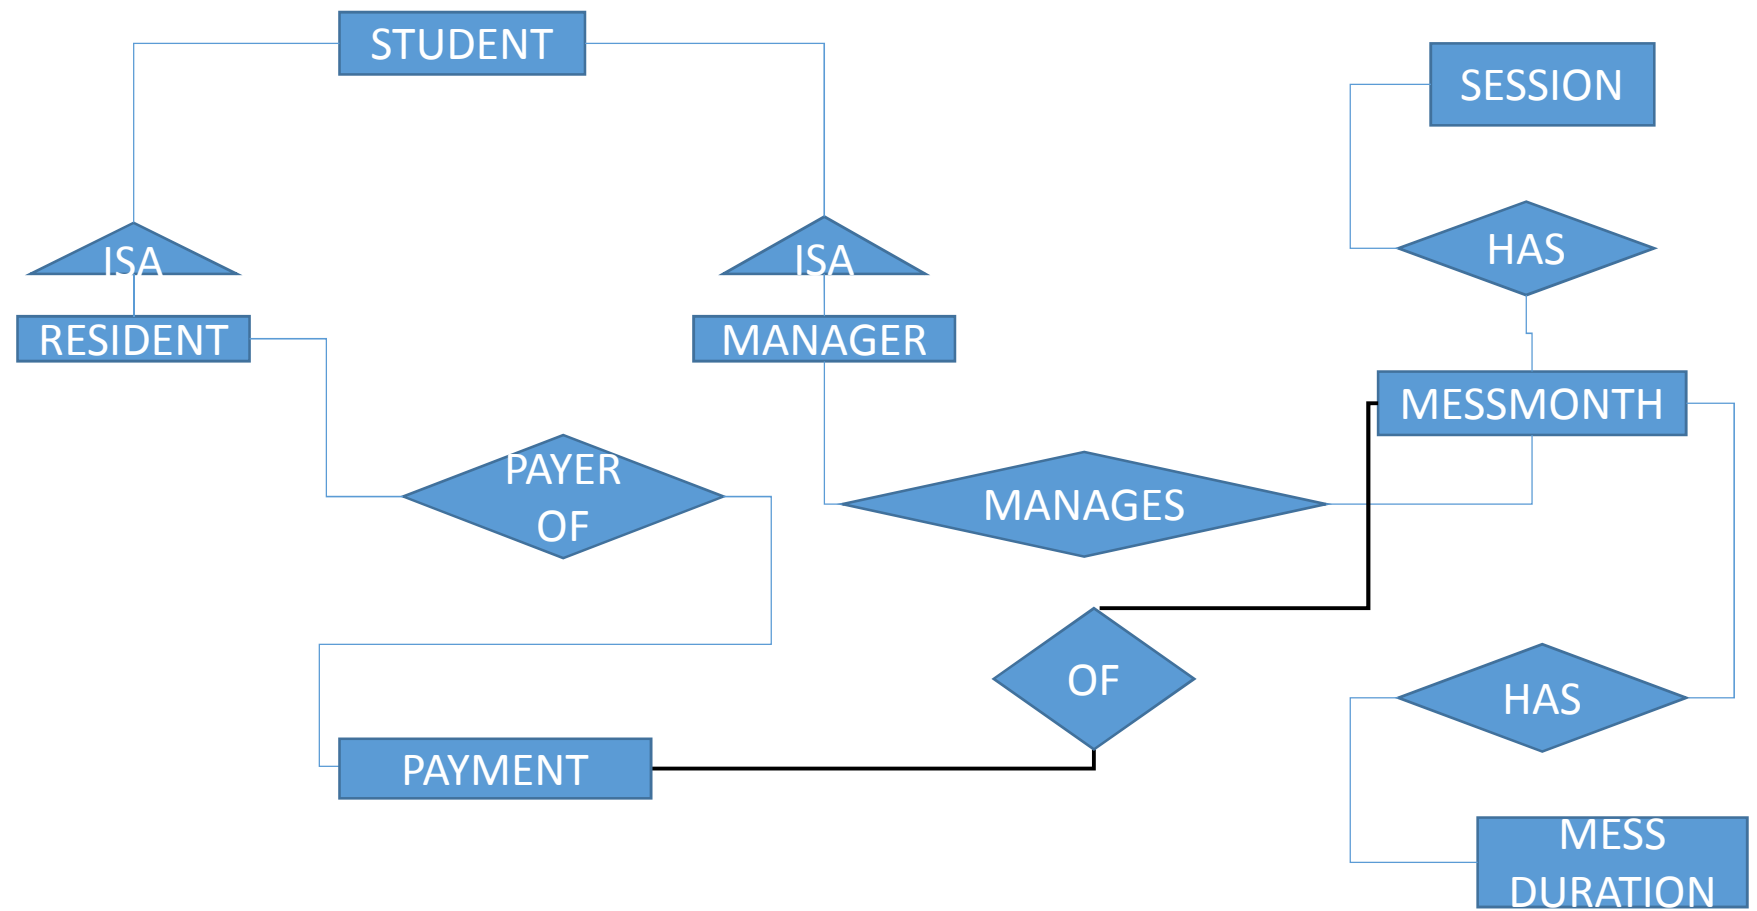 STUDENT
SESSION
HAS
ISA
ISA
RESIDENT
MANAGER
MESSMONTH
PAYER
OF
MANAGES
OF
HAS
PAYMENT
MESS
DURATION